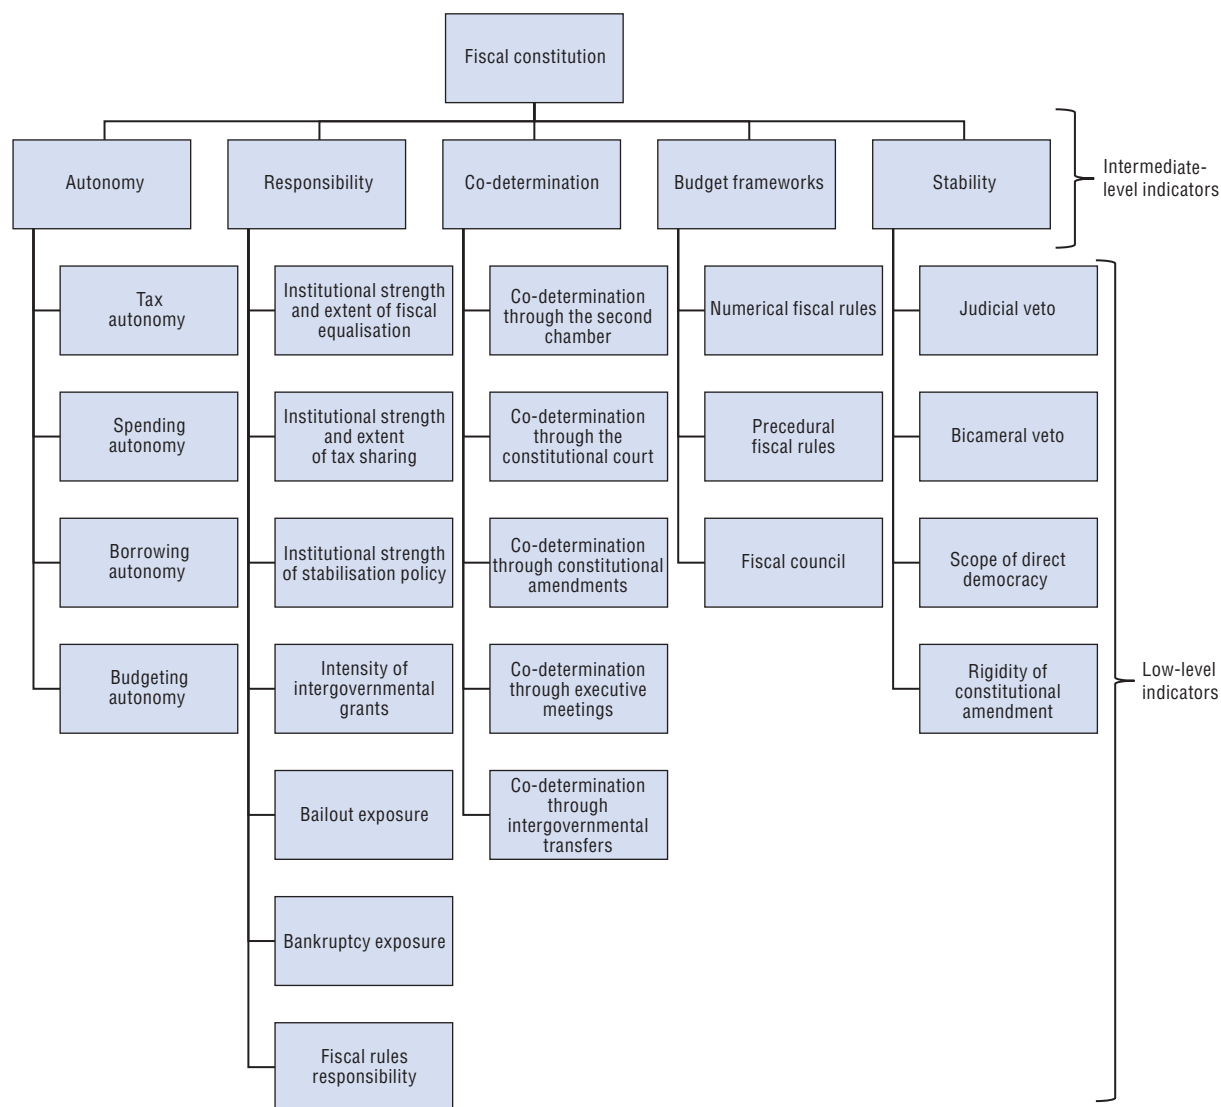 Fiscal constitution
Autonomy
Responsibility
Co-determination
Budget frameworks
Stability
Intermediate-
level indicators
Tax
autonomy
Spending
autonomy
Borrowing
autonomy
Budgeting
autonomy
Institutional strength
and extent of fiscal
equalisation
Institutional strength
and extent
of tax sharing
Institutional strength
of stabilisation policy
Intensity of
intergovernmental
grants
Bailout exposure
Bankruptcy exposure
Fiscal rules
responsibility
Co-determination
through the second
chamber
Co-determination
through the
constitutional court
Co-determination
through constitutional
amendments
Co-determination
through executive
meetings
Co-determination
through
intergovernmental
transfers
Numerical fiscal rules
Precedural
fiscal rules
Fiscal council
Judicial veto
Bicameral veto
Scope of direct
democracy
Rigidity of
constitutional
amendment
Low-level
indicators